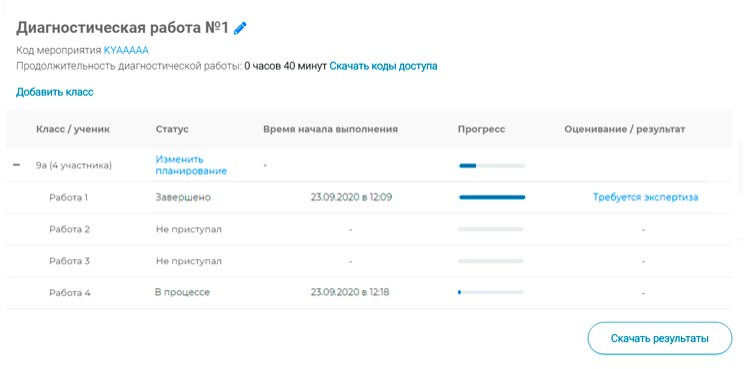 Диагностическая работа №1
Код мероприятия KYAAAAA
Продолжительность диагностической работы: 0 часов 40 минут Скачать коды доступа
Добавить класс
Класс / ученик Статус Время начала выполнения Прогресс Оценивание / результат
− 9а (4 участника) Изменить планирование -
Работа 1 Завершено 23.09.2020 в 12:09 Требуется экспертиза
Работа 2 Не приступал - -
Работа 3 Не приступал - -
Работа 4 В процессе 23.09.2020 в 12:18 -
Скачать результаты